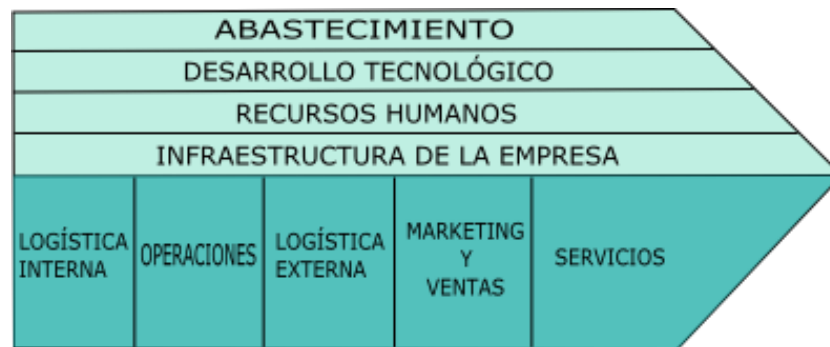 ABASTECIMIENTO
DESARROLLO TECNOLÓGICO
RECURSOS HUMANOS
INFRAESTRUCTURA DE LA EMPRESA
LOGÍSTICA
INTERNA
OPERACIONES
LOGÍSTICA
EXTERNA
MARKETING
Y
VENTAS
SERVICIOS